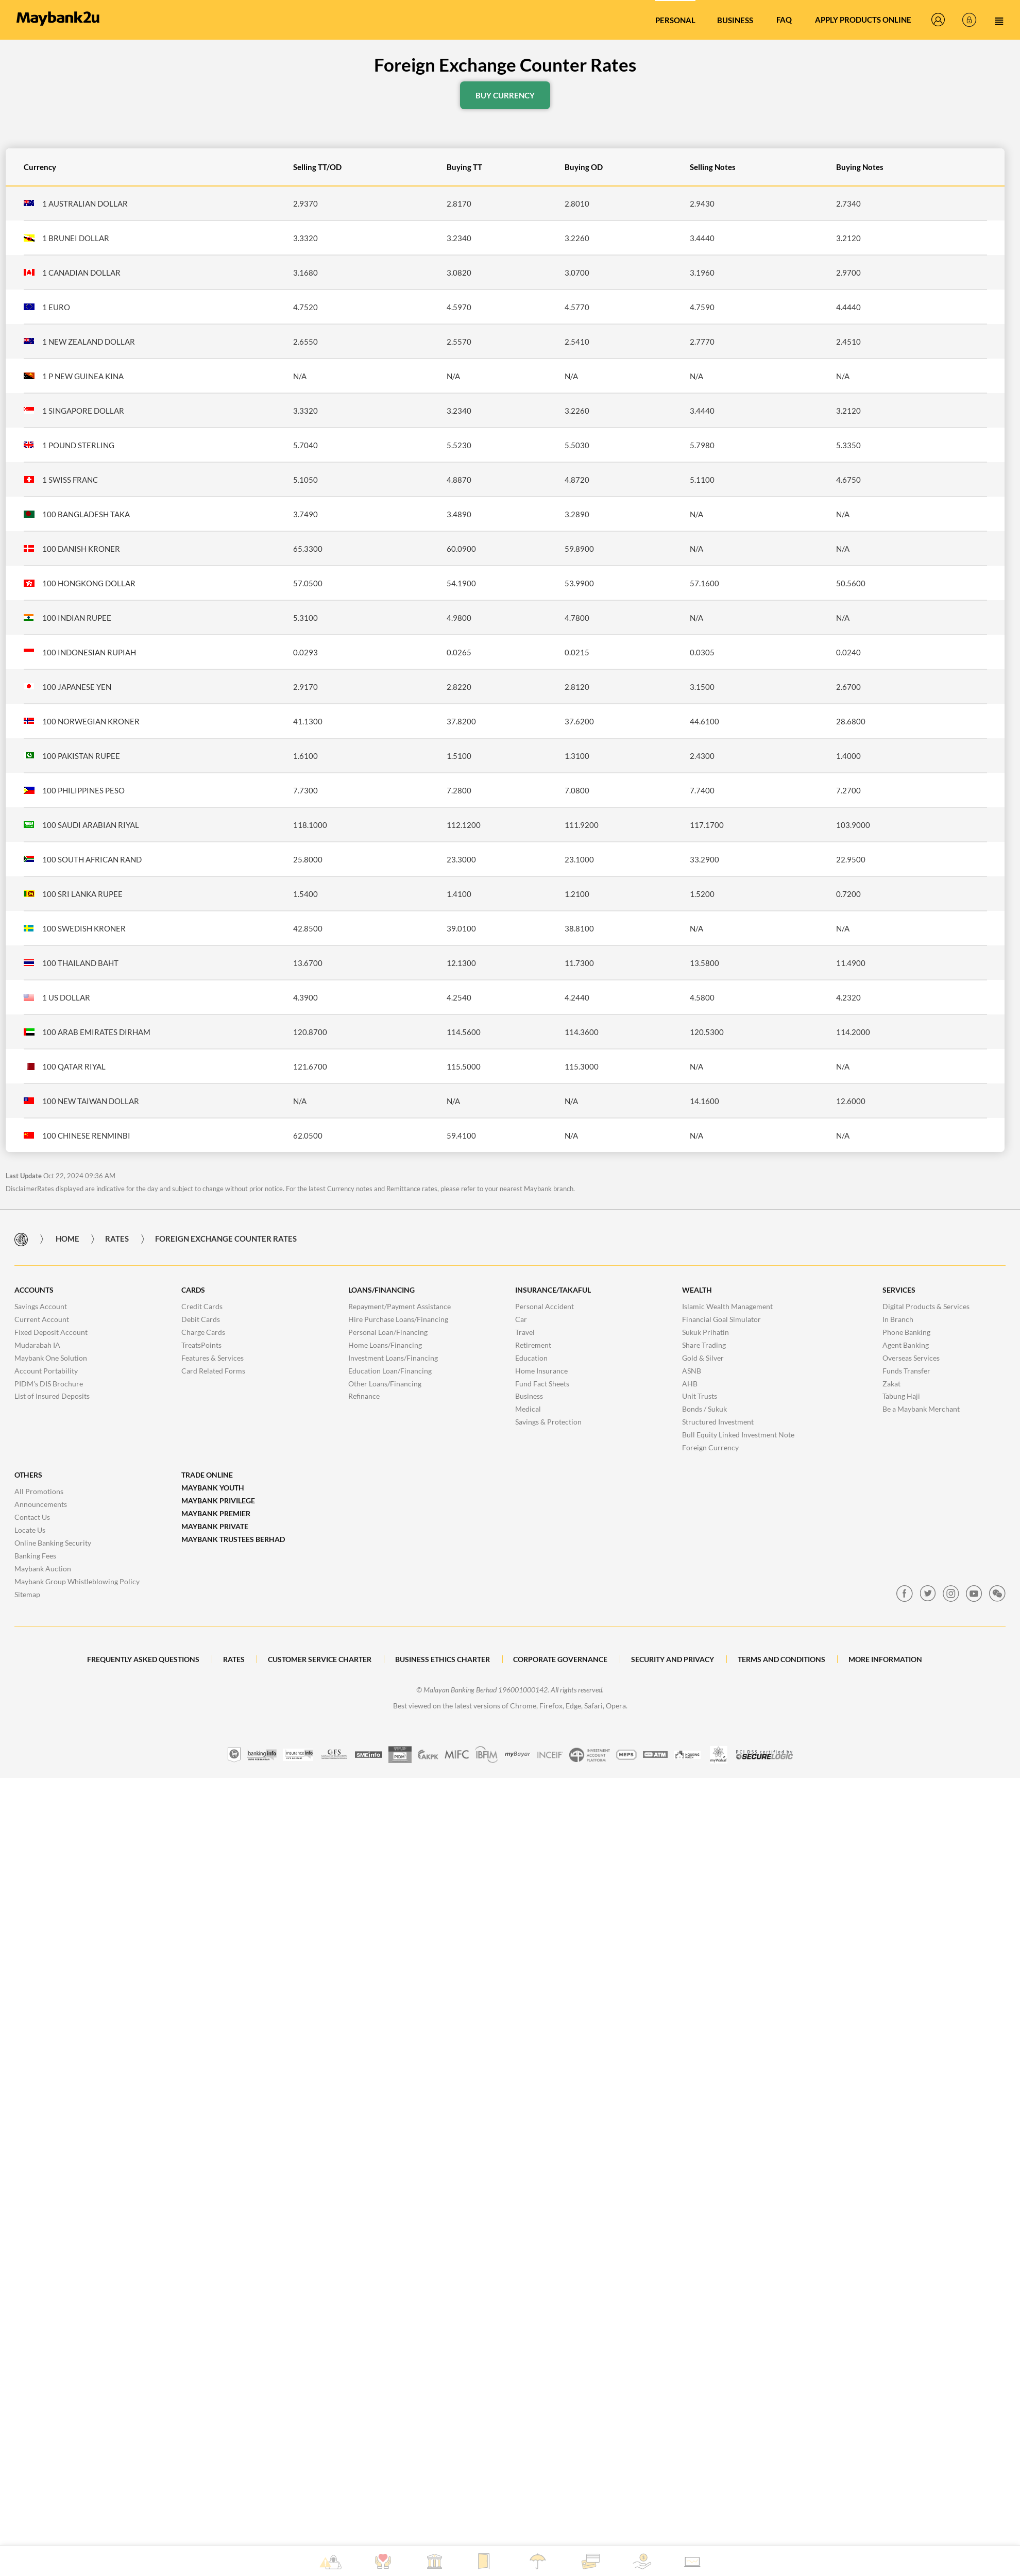 Maybank2u PERSONAL BUSINESS FAQ APPLY PRODUCTS ONLINE
Foreign Exchange Counter Rates
BUY CURRENCY
Currency Selling TT/OD Buying TT Buying OD Selling Notes Buying Notes
1 AUSTRALIAN DOLLAR 2.9370 2.8170 2.8010 2.9430 2.7340
1 BRUNEI DOLLAR 3.3320 3.2340 3.2260 3.4440 3.2120
1 CANADIAN DOLLAR 3.1680 3.0820 3.0700 3.1960 2.9700
1 EURO 4.7520 4.5970 4.5770 4.7590 4.4440
1 NEW ZEALAND DOLLAR 2.6550 2.5570 2.5410 2.7770 2.4510
1 P NEW GUINEA KINA N/A N/A N/A N/A N/A
1 SINGAPORE DOLLAR 3.3320 3.2340 3.2260 3.4440 3.2120
1 POUND STERLING 5.7040 5.5230 5.5030 5.7980 5.3350
1 SWISS FRANC 5.1050 4.8870 4.8720 5.1100 4.6750
100 BANGLADESH TAKA 3.7490 3.4890 3.2890 N/A N/A
100 DANISH KRONER 65.3300 60.0900 59.8900 N/A N/A
100 HONGKONG DOLLAR 57.0500 54.1900 53.9900 57.1600 50.5600
100 INDIAN RUPEE 5.3100 4.9800 4.7800 N/A N/A
100 INDONESIAN RUPIAH 0.0293 0.0265 0.0215 0.0305 0.0240
100 JAPANESE YEN 2.9170 2.8220 2.8120 3.1500 2.6700
100 NORWEGIAN KRONER 41.1300 37.8200 37.6200 44.6100 28.6800
100 PAKISTAN RUPEE 1.6100 1.5100 1.3100 2.4300 1.4000
100 PHILIPPINES PESO 7.7300 7.2800 7.0800 7.7400 7.2700
100 SAUDI ARABIAN RIYAL 118.1000 112.1200 111.9200 117.1700 103.9000
100 SOUTH AFRICAN RAND 25.8000 23.3000 23.1000 33.2900 22.9500
100 SRI LANKA RUPEE 1.5400 1.4100 1.2100 1.5200 0.7200
100 SWEDISH KRONER 42.8500 39.0100 38.8100 N/A N/A
100 THAILAND BAHT 13.6700 12.1300 11.7300 13.5800 11.4900
1 US DOLLAR 4.3900 4.2540 4.2440 4.5800 4.2320
100 ARAB EMIRATES DIRHAM 120.8700 114.5600 114.3600 120.5300 114.2000
100 QATAR RIYAL 121.6700 115.5000 115.3000 N/A N/A
100 NEW TAIWAN DOLLAR N/A N/A N/A 14.1600 12.6000
100 CHINESE RENMINBI 62.0500 59.4100 N/A N/A N/A
Last Update Oct 22, 2024 09:36 AM
DisclaimerRates displayed are indicative for the day and subject to change without prior notice. For the latest Currency notes and Remittance rates, please refer to your nearest Maybank branch.
HOME RATES FOREIGN EXCHANGE COUNTER RATES
ACCOUNTS
Savings Account
Current Account
Fixed Deposit Account
Mudarabah IA
Maybank One Solution
Account Portability
PIDM's DIS Brochure
List of Insured Deposits
CARDS
Credit Cards
Debit Cards
Charge Cards
TreatsPoints
Features & Services
Card Related Forms
LOANS/FINANCING
Repayment/Payment Assistance
Hire Purchase Loans/Financing
Personal Loan/Financing
Home Loans/Financing
Investment Loans/Financing
Education Loan/Financing
Other Loans/Financing
Refinance
INSURANCE/TAKAFUL
Personal Accident
Car
Travel
Retirement
Education
Home Insurance
Fund Fact Sheets
Business
Medical
Savings & Protection
WEALTH
Islamic Wealth Management
Financial Goal Simulator
Sukuk Prihatin
Share Trading
Gold & Silver
ASNB
AHB
Unit Trusts
Bonds / Sukuk
Structured Investment
Bull Equity Linked Investment Note
Foreign Currency
SERVICES
Digital Products & Services
In Branch
Phone Banking
Agent Banking
Overseas Services
Funds Transfer
Zakat
Tabung Haji
Be a Maybank Merchant
OTHERS
All Promotions
Announcements
Contact Us
Locate Us
Online Banking Security
Banking Fees
Maybank Auction
Maybank Group Whistleblowing Policy
Sitemap
TRADE ONLINE
MAYBANK YOUTH
MAYBANK PRIVILEGE
MAYBANK PREMIER
MAYBANK PRIVATE
MAYBANK TRUSTEES BERHAD
FREQUENTLY ASKED QUESTIONS RATES CUSTOMER SERVICE CHARTER BUSINESS ETHICS CHARTER CORPORATE GOVERNANCE SECURITY AND PRIVACY TERMS AND CONDITIONS MORE INFORMATION
© Malayan Banking Berhad 196001000142, All rights reserved.
Best viewed on the latest versions of Chrome, Firefox, Edge, Safari, Opera.
bankinginfo insuranceinfo OFS SMEinfo AKPK MIFC IBFIM myBayar INCEIF INVESTMENT ACCOUNT PLATFORM MEPS ATM SECURELOGIC